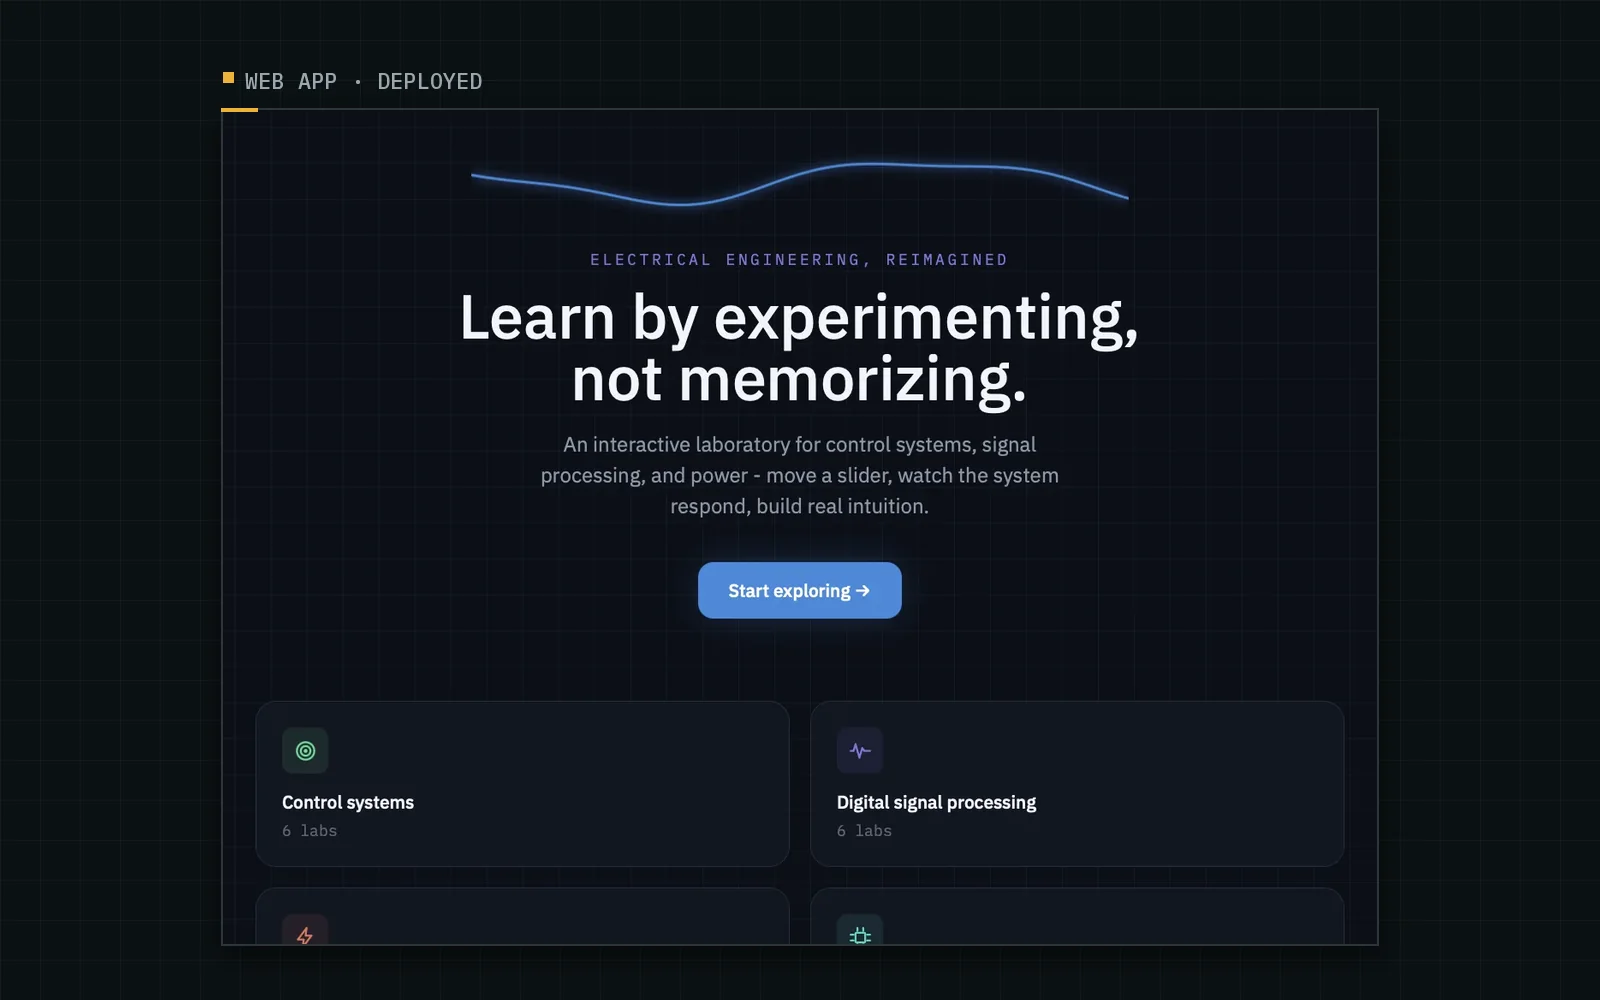 WEB APP · DEPLOYED
ELECTRICAL ENGINEERING, REIMAGINED
Learn by experimenting,
not memorizing.
An interactive laboratory for control systems, signal
processing, and power - move a slider, watch the system
respond, build real intuition.
Start exploring →
Control systems
6 labs
Digital signal processing
6 labs